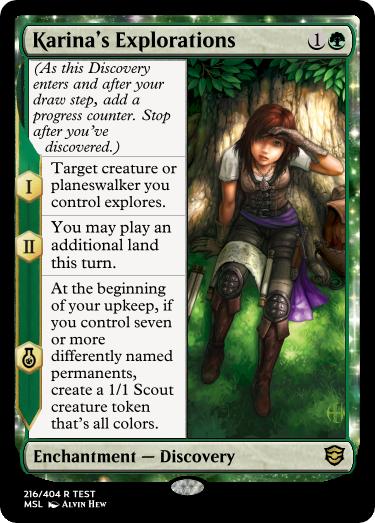 Karina's Explorations 1
(As this Discovery
enters and after your
draw step, add a
progress counter. Stop
after you've
discovered.)
I
Target creature or
planeswalker you
control explores.
II
You may play an
additional land
this turn.
At the beginning
of your upkeep, if
you control seven
or more
differently named
permanents,
create a 1/1 Scout
creature token
that's all colors.
Enchantment — Discovery
216/404 R TEST
MSL Alvin Hew